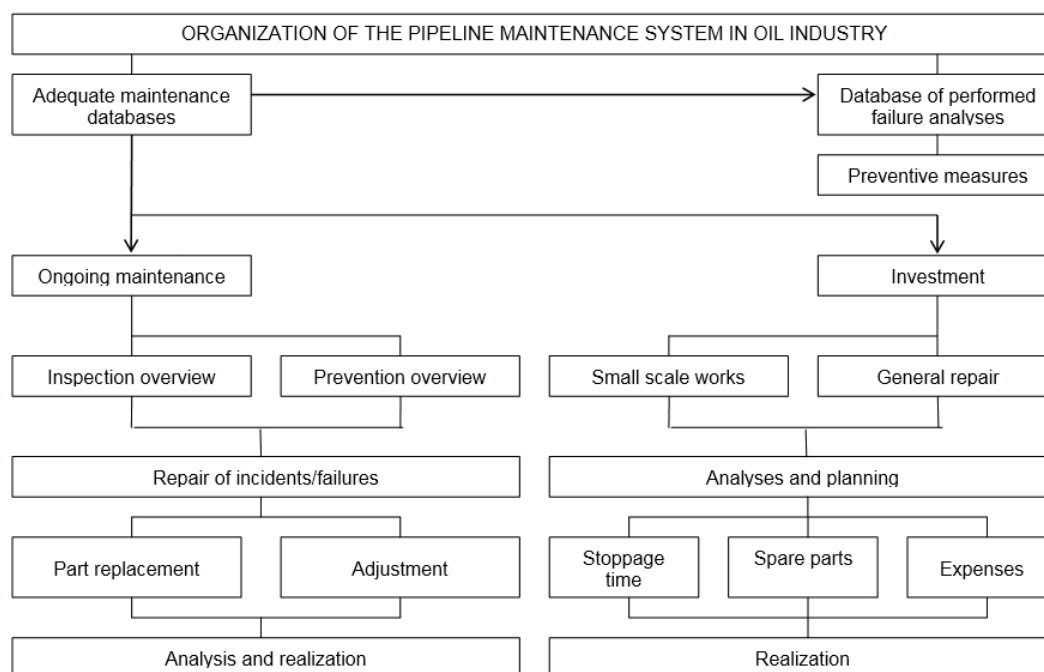 ORGANIZATION OF THE PIPELINE MAINTENANCE SYSTEM IN OIL INDUSTRY
Adequate maintenance
databases
Database of performed
failure analyses
Preventive measures
Ongoing maintenance
Investment
Inspection overview
Prevention overview
Small scale works
General repair
Repair of incidents/failures
Analyses and planning
Part replacement
Adjustment
Stoppage
time
Spare parts
Expenses
Analysis and realization
Realization